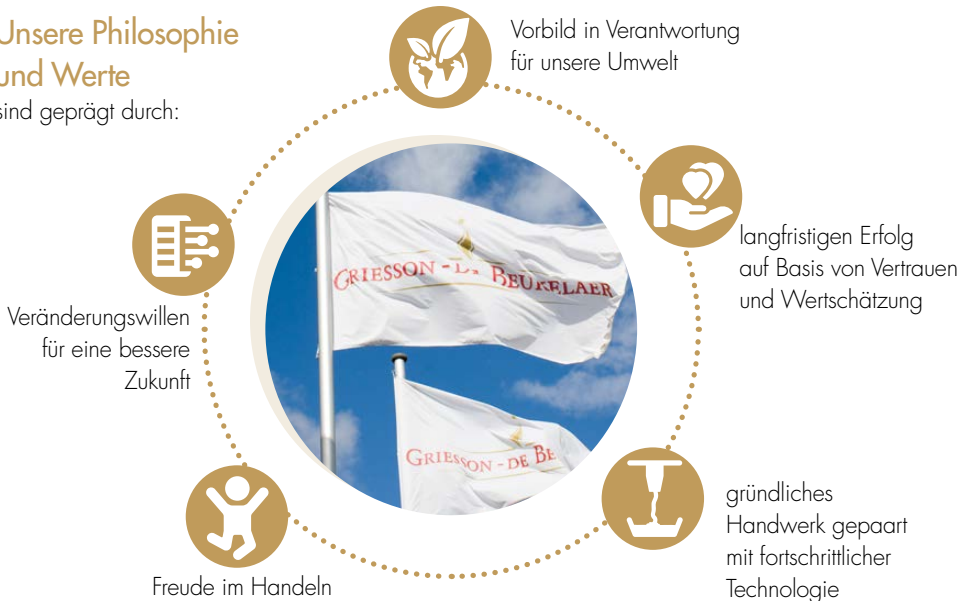 Unsere Philosophie
und Werte
sind geprägt durch:
Vorbild in Verantwortung
für unsere Umwelt
langfristigen Erfolg
auf Basis von Vertrauen
und Wertschätzung
gründliches
Handwerk gepaart
mit fortschrittlicher
Technologie
Freude im Handeln
Veränderungswillen
für eine bessere
Zukunft
GRIESSON - DE BEUKELAER
GRIESSON - DE BE